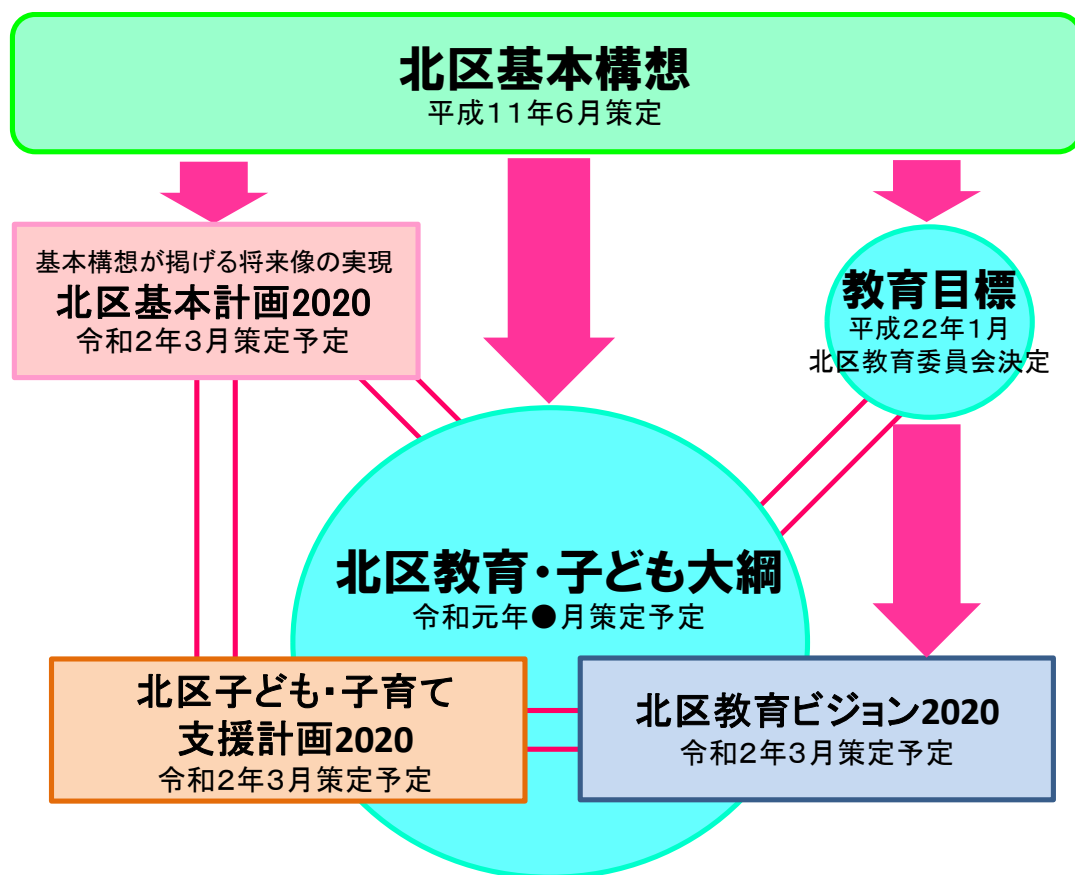 北区基本構想
平成11年6月策定
基本構想が掲げる将来像の実現
北区基本計画2020
令和2年3月策定予定
教育目標
平成22年1月
北区教育委員会決定
北区教育・子ども大綱
令和元年●月策定予定
北区子ども・子育て
支援計画2020
令和2年3月策定予定
北区教育ビジョン2020
令和2年3月策定予定